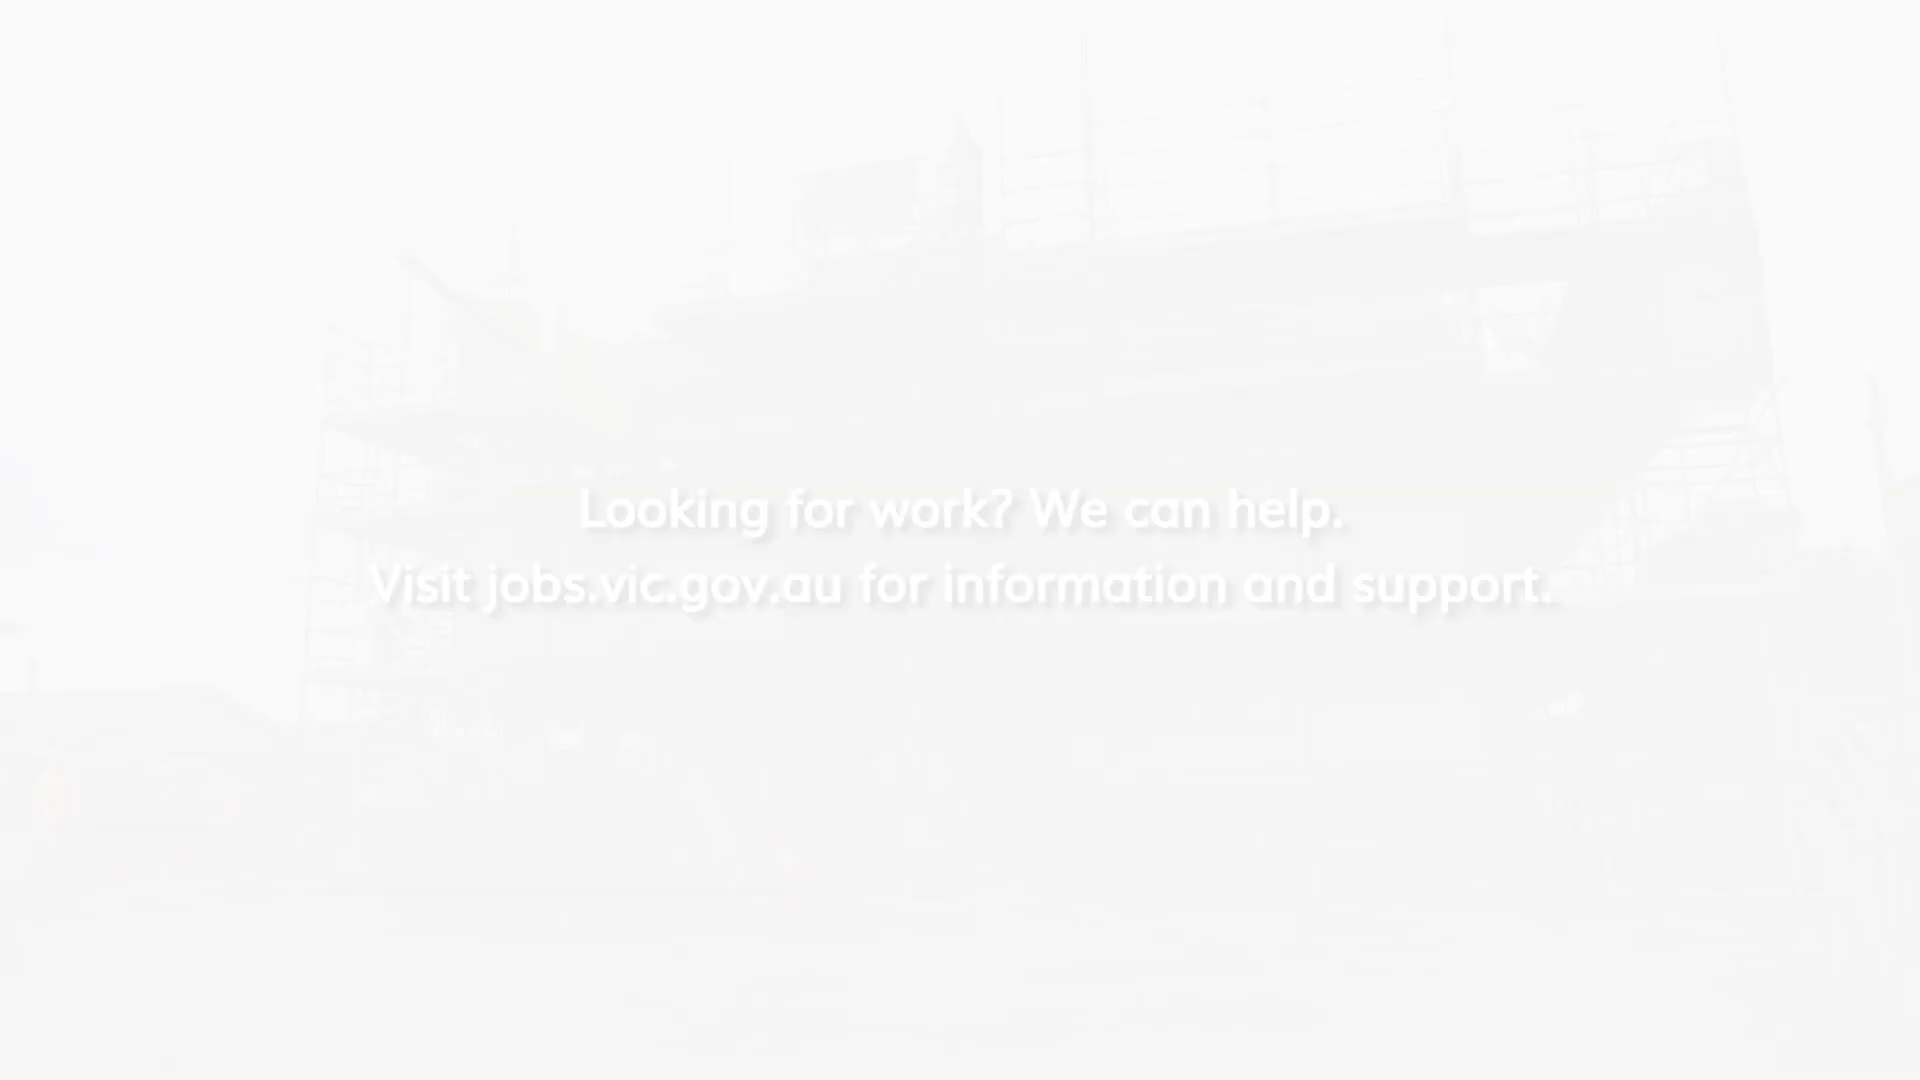 Looking for work? We can help.
Visit jobs.vic.gov.au for information and support.